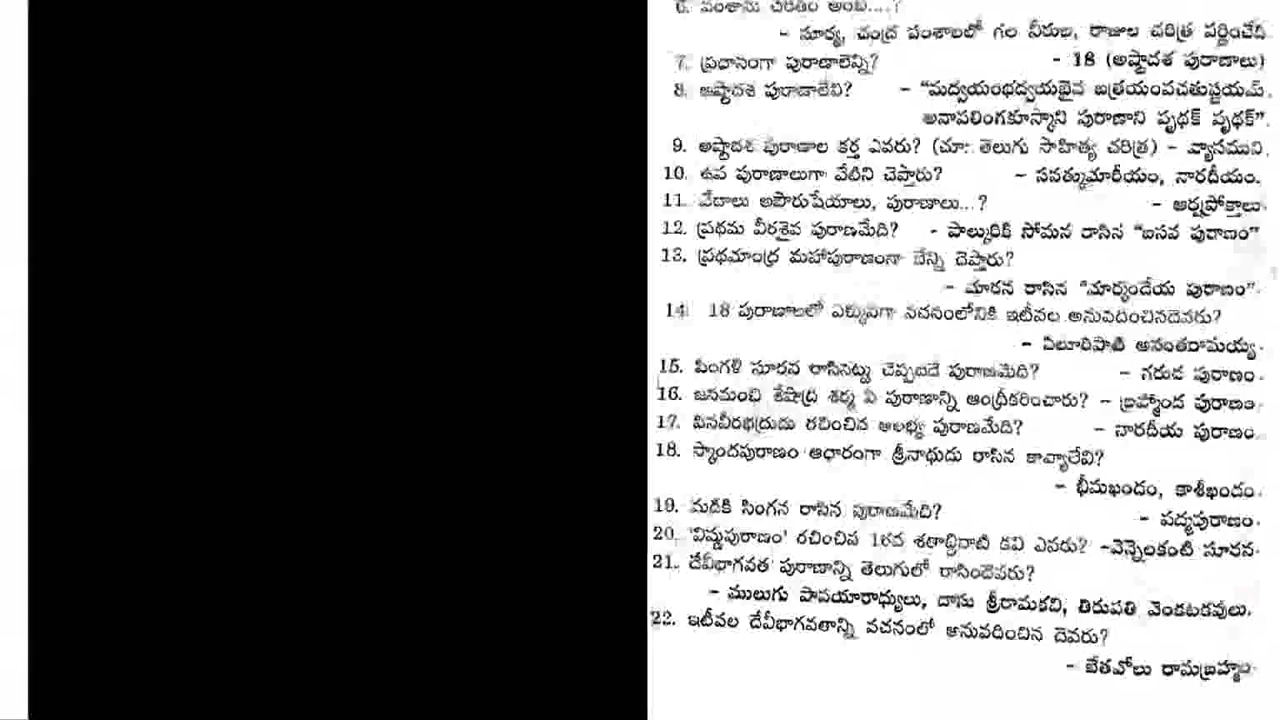 6. వంశాను చరితం అంటే....?
- సూర్య, చంద్ర వంశాలలో గల వీరుల, రాజుల చరిత్ర వర్ణించేది
7. ప్రధానంగా పురాణాలెన్ని? - 18 (అష్టాదశ పురాణాలు)
8. అష్టాదశ పురాణాలేవి? - "మద్వయంభద్వయఞ్చైవ బ్రత్రయంవచతుష్టయమ్.
అనాపలింగకూస్కాని పురాణాని పృథక్ పృథక్".
9. అష్టాదశ పురాణాల కర్త ఎవరు? (చూ: తెలుగు సాహిత్య చరిత్ర) - వ్యాసముని.
10. ఉప పురాణాలుగా వేటిని చెప్తారు? - సనత్కుమారీయం, నారదీయం.
11. వేదాలు అపౌరుషేయాలు, పురాణాలు...? - ఆర్షప్రోక్తాలు.
12. ప్రథమ వీరశైవ పురాణమేది? - పాల్కురికి సోమన రాసిన "బసవ పురాణం"
13. ప్రథమాంధ్ర మహాపురాణంగా దేన్ని చెప్తారు?
- మారన రాసిన "మార్కండేయ పురాణం".
14. 18 పురాణాలలో ఎక్కువగా వచనంలోనికి ఇటీవల అనువదించినదెవరు?
- ఏలూరిపాటి అనంతరామయ్య.
15. పింగళి సూరన రాసినట్టు చెప్పబడే పురాణమేది? - గరుడ పురాణం.
16. జనమంచి శేషాద్రి శర్మ ఏ పురాణాన్ని ఆంధ్రీకరించారు? - బ్రహ్మాండ పురాణం.
17. పినవీరభద్రుడు రచించిన అలభ్య పురాణమేది? - నారదీయ పురాణం.
18. స్కాందపురాణం ఆధారంగా శ్రీనాథుడు రాసిన కావ్యాలేవి?
- భీమఖండం, కాశీఖండం.
19. మడికి సింగన రాసిన పురాణమేది? - పద్మపురాణం.
20. 'విష్ణుపురాణం' రచించిన 16వ శతాబ్దినాటి కవి ఎవరు? -వెన్నెలకంటి సూరన.
21. దేవీభాగవత పురాణాన్ని తెలుగులో రాసిందెవరు?
- ములుగు పాపయారాధ్యులు, దాసు శ్రీరామకవి, తిరుపతి వెంకటకవులు.
22. ఇటీవల దేవీభాగవతాన్ని వచనంలో అనువదించిన దెవరు?
- బేతవోలు రామబ్రహ్మం.